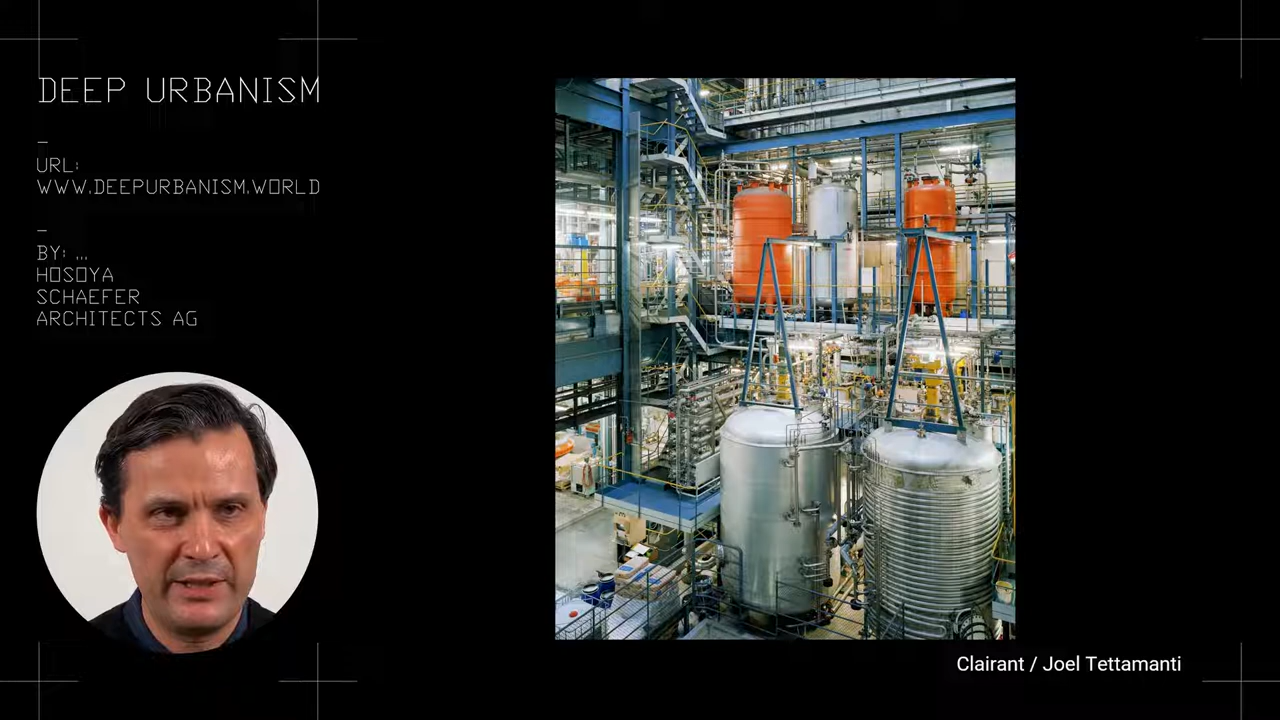 DEEP URBANISM
–
URL:
WWW.DEEPURBANISM.WORLD
–
BY: ...
HOSOYA
SCHAEFER
ARCHITECTS AG
Clairant / Joel Tettamanti